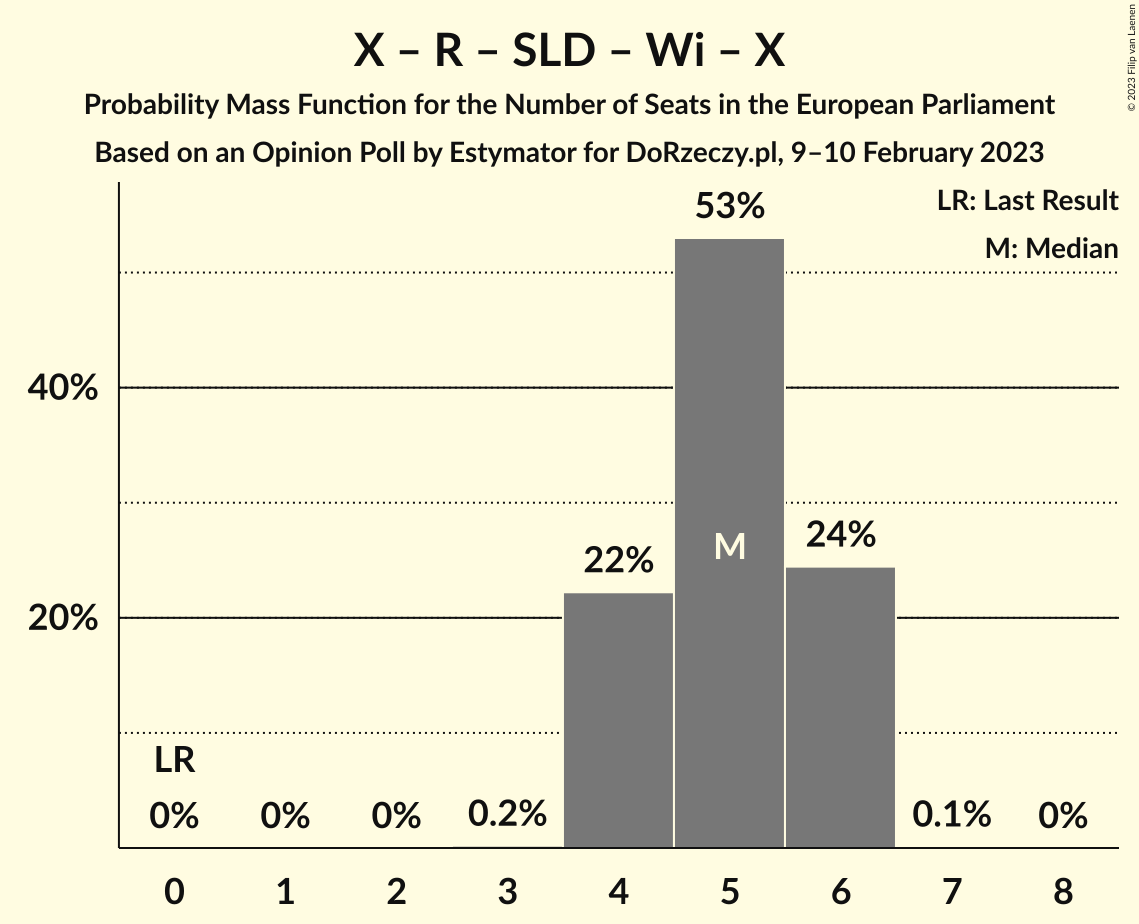 X – R – SLD – Wi – X
Probability Mass Function for the Number of Seats in the European Parliament
Based on an Opinion Poll by Estymator for DoRzeczy.pl, 9–10 February 2023
© 2023 Filip van Laenen
LR: Last Result
M: Median
53%
40%
M
24%
22%
20%
LR
0%
0%
0%
0.2%
0.1%
0%
0 1 2 3 4 5 6 7 8